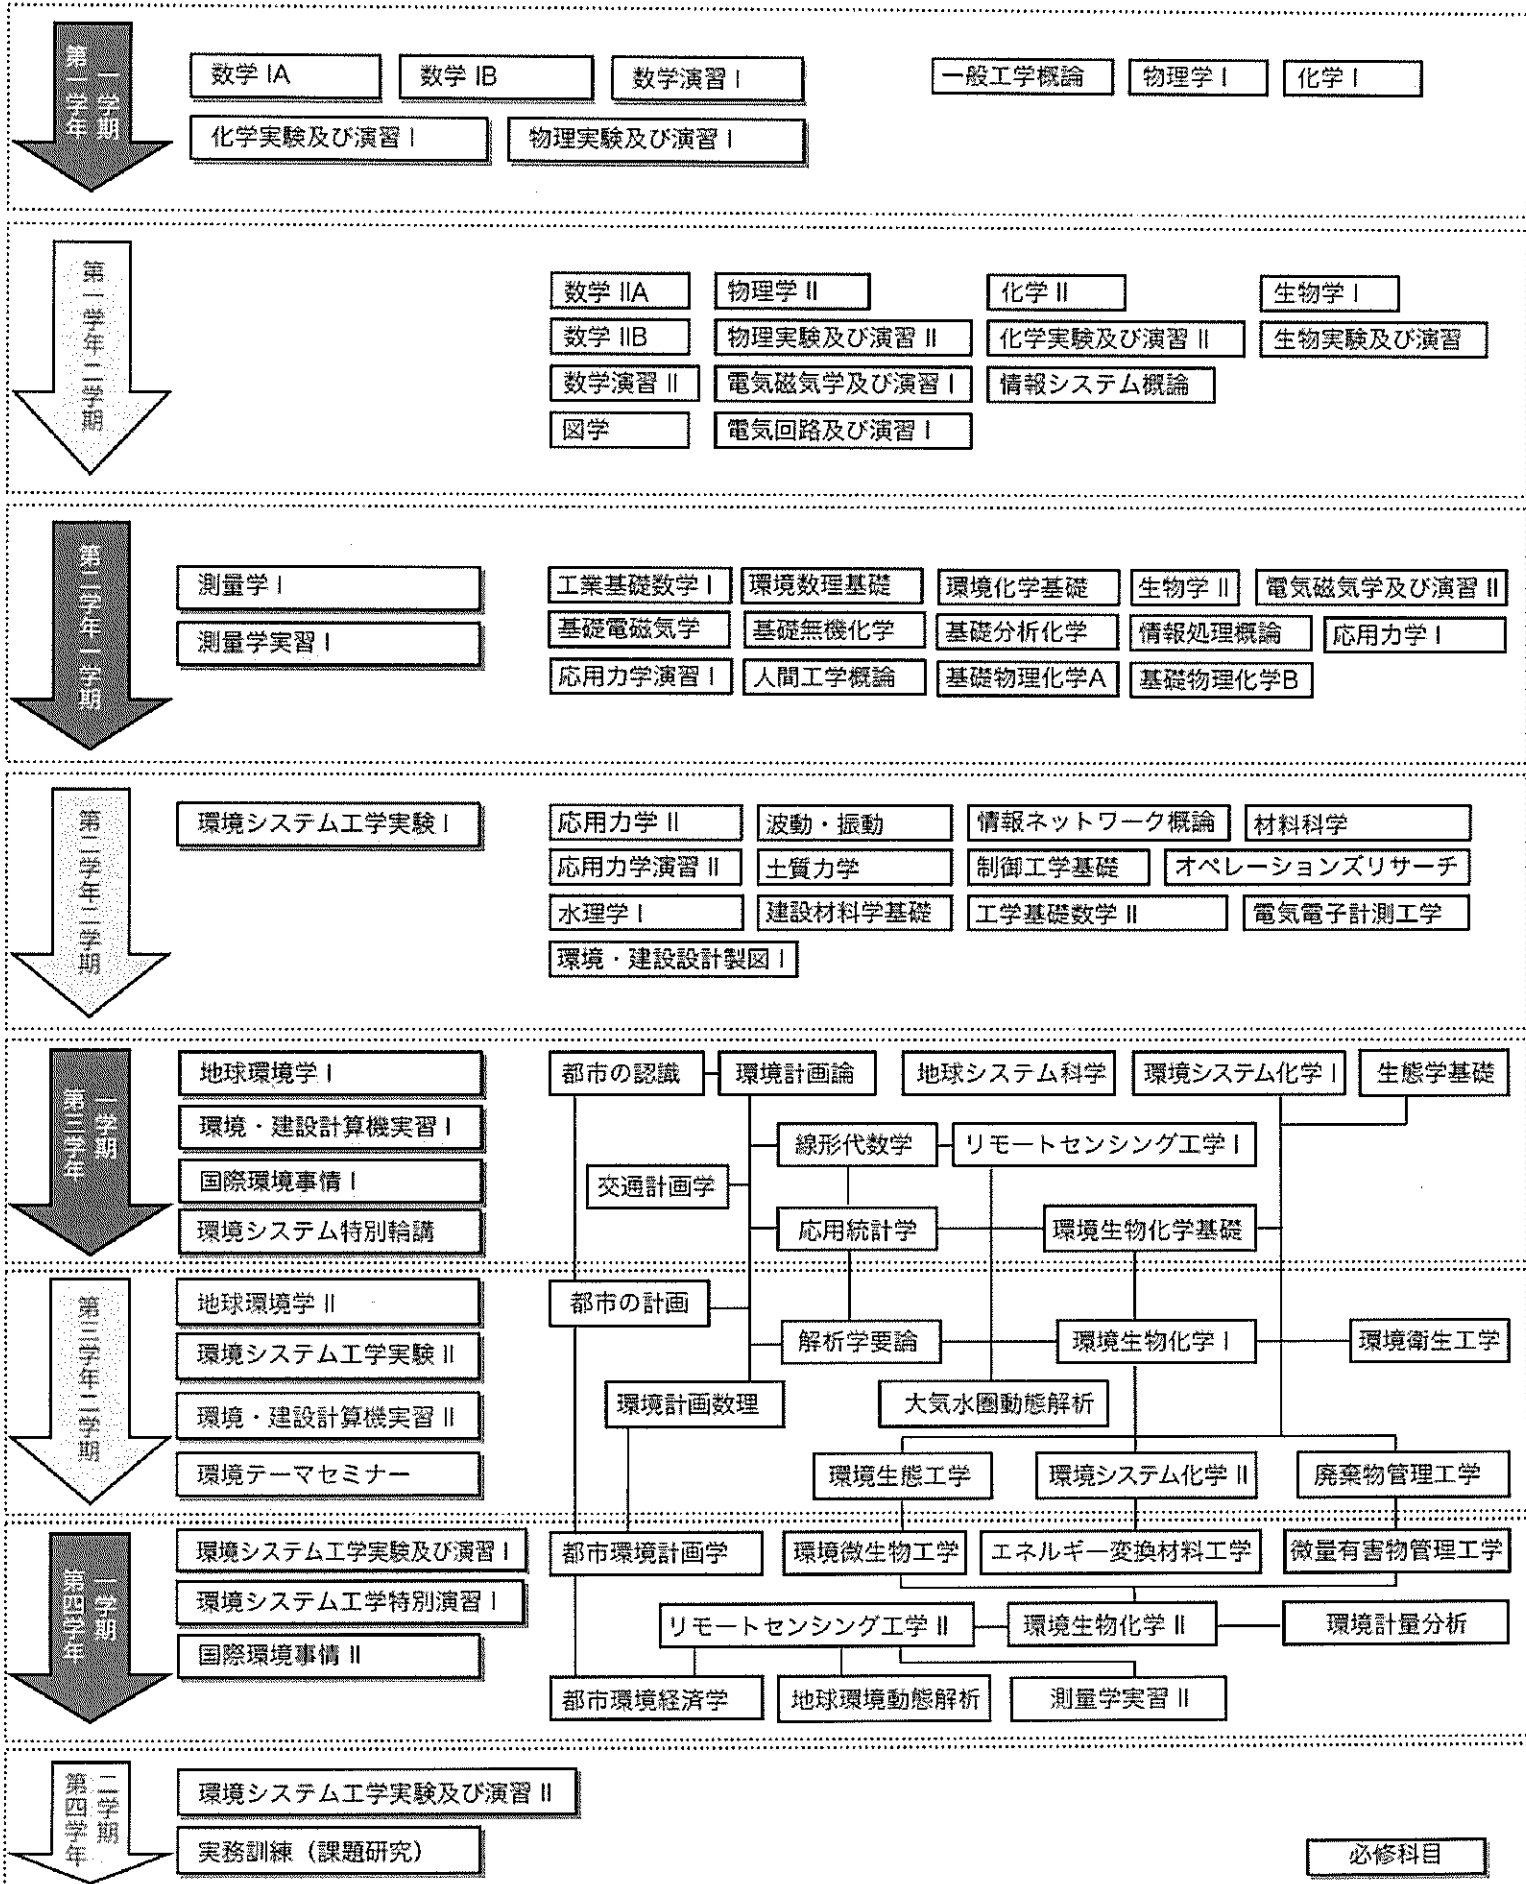 第一学年 一学期
数学 IA
数学 IB
数学演習 I
一般工学概論
物理学 I
化学 I
化学実験及び演習 I
物理実験及び演習 I
第一学年二学期
数学 IIA
物理学 II
化学 II
生物学 I
数学 IIB
物理実験及び演習 II
化学実験及び演習 II
生物実験及び演習
数学演習 II
電気磁気学及び演習 I
情報システム概論
図学
電気回路及び演習 I
第二学年一学期
測量学 I
測量学実習 I
工業基礎数学 I
環境数理基礎
環境化学基礎
生物学 II
電気磁気学及び演習 II
基礎電磁気学
基礎無機化学
基礎分析化学
情報処理概論
応用力学 I
応用力学演習 I
人間工学概論
基礎物理化学A
基礎物理化学B
第二学年二学期
環境システム工学実験 I
応用力学 II
波動・振動
情報ネットワーク概論
材料科学
応用力学演習 II
土質力学
制御工学基礎
オペレーションズリサーチ
水理学 I
建設材料学基礎
工学基礎数学 II
電気電子計測工学
環境・建設設計製図 I
第三学年 一学期
地球環境学 I
環境・建設計算機実習 I
国際環境事情 I
環境システム特別輪講
都市の認識
環境計画論
地球システム科学
環境システム化学 I
生態学基礎
線形代数学
リモートセンシング工学 I
交通計画学
応用統計学
環境生物化学基礎
第三学年二学期
地球環境学 II
環境システム工学実験 II
環境・建設計算機実習 II
環境テーマセミナー
都市の計画
解析学要論
環境生物化学 I
環境衛生工学
環境計画数理
大気水圏動態解析
環境生態工学
環境システム化学 II
廃棄物管理工学
第四学年 一学期
環境システム工学実験及び演習 I
環境システム工学特別演習 I
国際環境事情 II
都市環境計画学
環境微生物工学
エネルギー変換材料工学
微量有害物管理工学
リモートセンシング工学 II
環境生物化学 II
環境計量分析
都市環境経済学
地球環境動態解析
測量学実習 II
第四学年 二学期
環境システム工学実験及び演習 II
実務訓練（課題研究）
必修科目